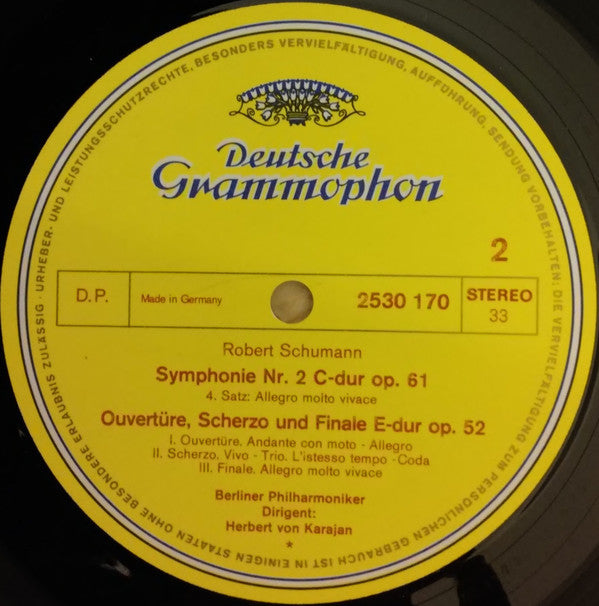 Deutsche
Grammophon
2
D.P.
Made in Germany
2530 170
STEREO
33
Robert Schumann
Symphonie Nr. 2 C-dur op. 61
4. Satz: Allegro molto vivace
Ouvertüre, Scherzo und Finale E-dur op. 52
I. Ouvertüre. Andante con moto - Allegro
II. Scherzo. Vivo - Trio. L'istesso tempo -Coda
III. Finale. Allegro molto vivace
Berliner Philharmoniker
Dirigent:
Herbert von Karajan
*
URHEBER- UND LEISTUNGSSCHUTZRECHTE, BESONDERS VERVIELFÄLTIGUNG, AUFFÜHRUNG, SENDUNG VORBEHALTEN; DIE VERVIELFÄLTIGUNG ZUM PERSÖNLICHEN GEBRAUCH IST IN EINIGEN STAATEN OHNE BESONDERE ERLAUBNIS ZULÄSSIG ·